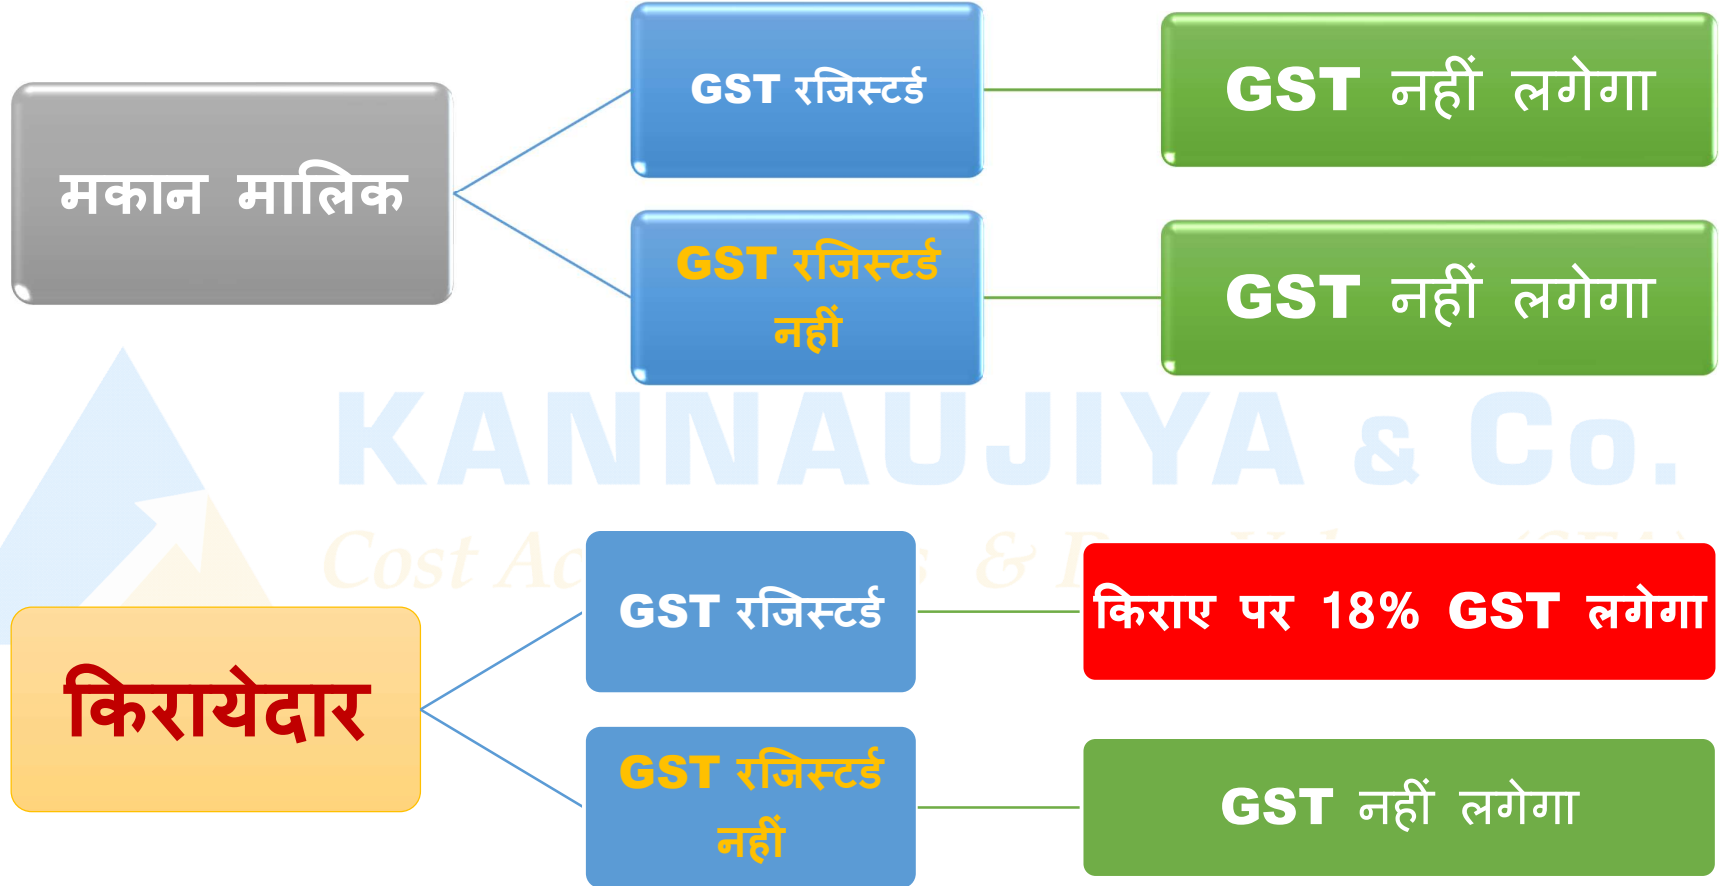 मकान मालिक
GST रजिस्टर्ड
GST नहीं लगेगा
GST रजिस्टर्ड
नहीं
GST नहीं लगेगा
KANNAUJIYA & Co.
Cost
&
किरायेदार
GST रजिस्टर्ड
किराए पर 18% GST लगेगा
GST रजिस्टर्ड
नहीं
GST नहीं लगेगा